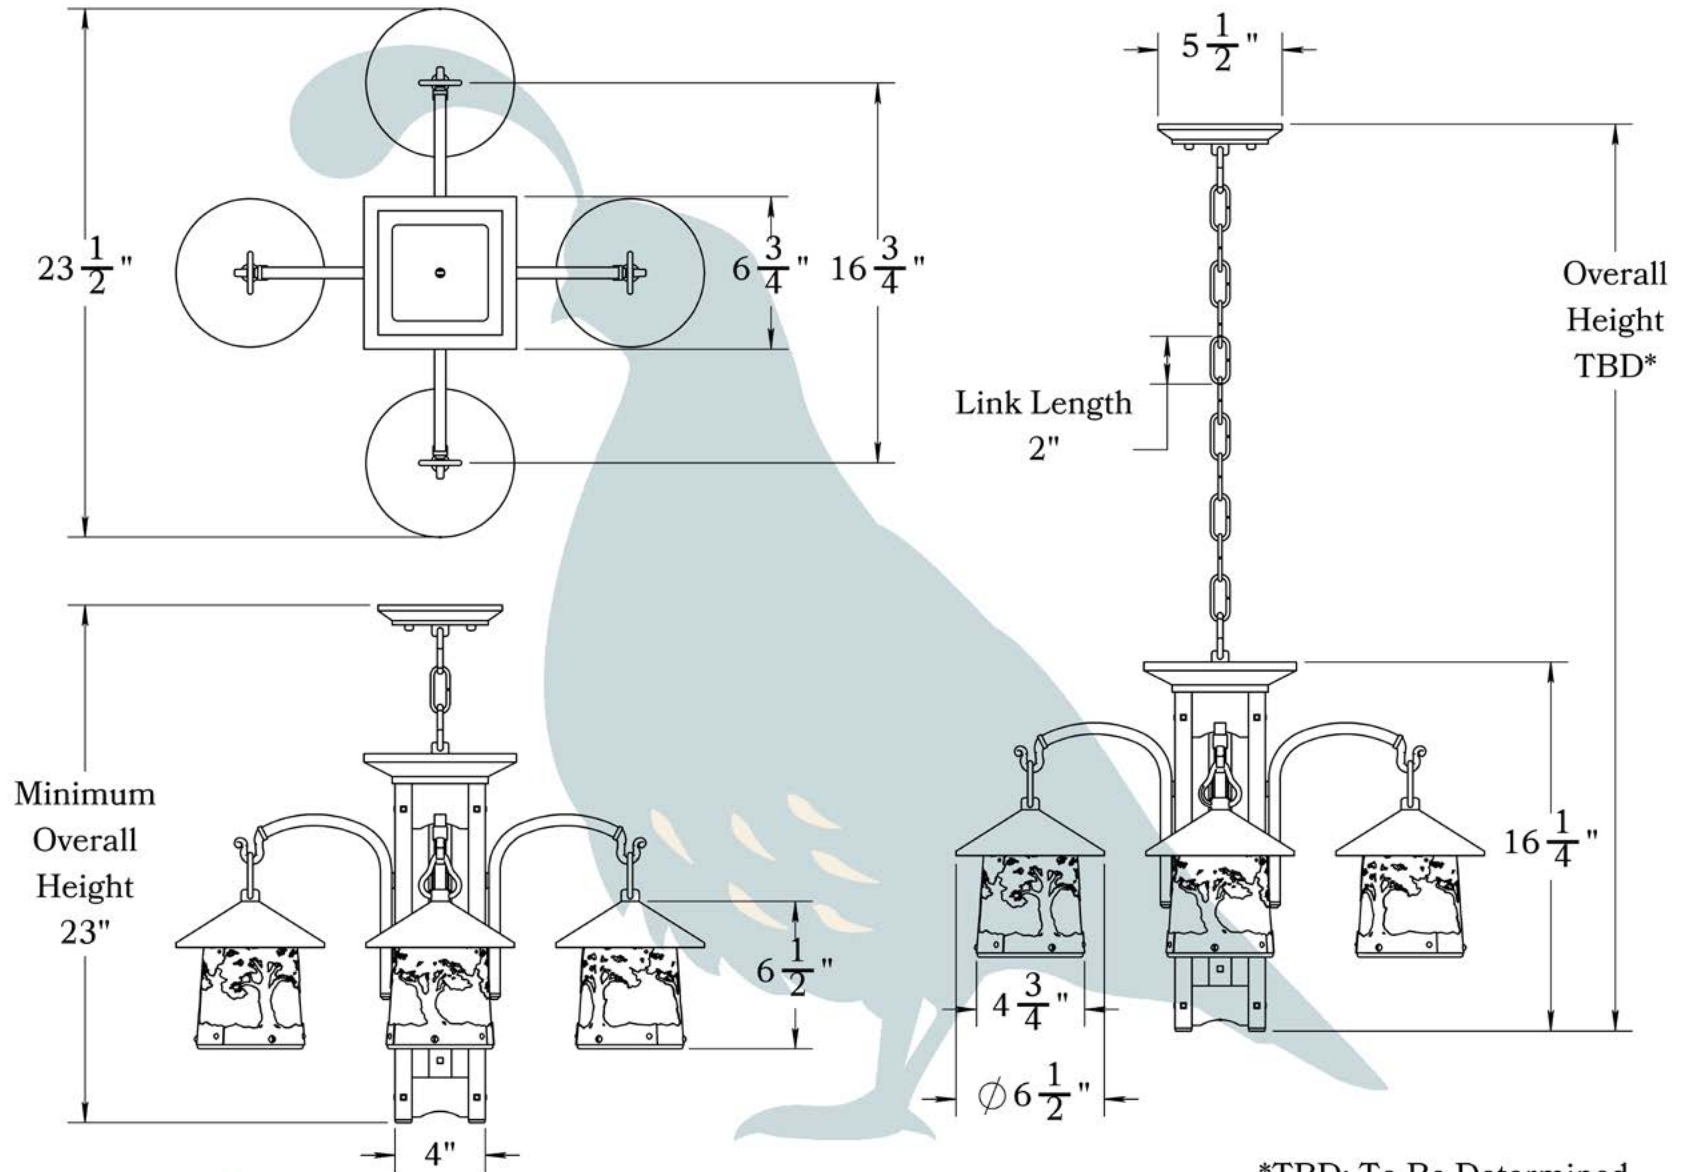 5 1/2"
23 1/2"
6 3/4"
16 3/4"
Overall
Height
TBD*
Link Length
2"
Minimum
Overall
Height
23"
6 1/2"
16 1/4"
4 3/4"
∅6 1/2"
4"
*TBD: To Be Determined